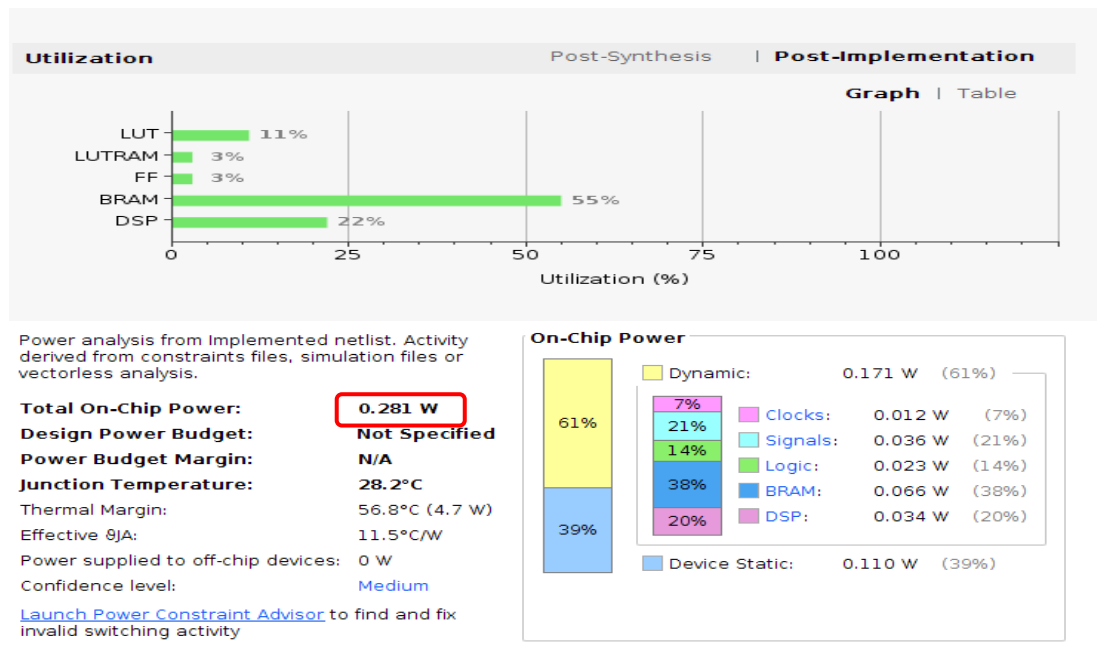 Utilization
Post-Synthesis | Post-Implementation
Graph | Table
LUT 11%
LUTRAM 3%
FF 3%
BRAM 55%
DSP 22%
0 25 50 75 100
Utilization (%)
Power analysis from Implemented netlist. Activity
derived from constraints files, simulation files or
vectorless analysis.
Total On-Chip Power: 0.281 W
Design Power Budget: Not Specified
Power Budget Margin: N/A
Junction Temperature: 28.2°C
Thermal Margin: 56.8°C (4.7 W)
Effective ϑJA: 11.5°C/W
Power supplied to off-chip devices: 0 W
Confidence level: Medium
Launch Power Constraint Advisor to find and fix
invalid switching activity
On-Chip Power
61%
39%
Dynamic: 0.171 W (61%)
7%
21%
14%
38%
20%
Clocks: 0.012 W (7%)
Signals: 0.036 W (21%)
Logic: 0.023 W (14%)
BRAM: 0.066 W (38%)
DSP: 0.034 W (20%)
Device Static: 0.110 W (39%)